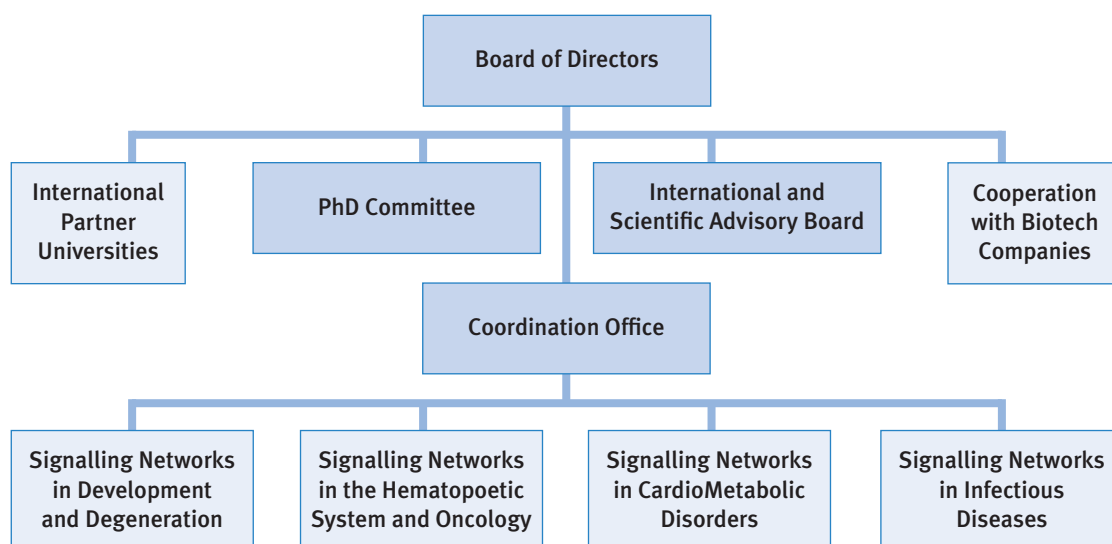 Board of Directors
International
Partner
Universities
PhD Committee
International and
Scientific Advisory Board
Cooperation
with Biotech
Companies
Coordination Office
Signalling Networks
in Development
and Degeneration
Signalling Networks
in the Hematopoetic
System and Oncology
Signalling Networks
in CardioMetabolic
Disorders
Signalling Networks
in Infectious
Diseases